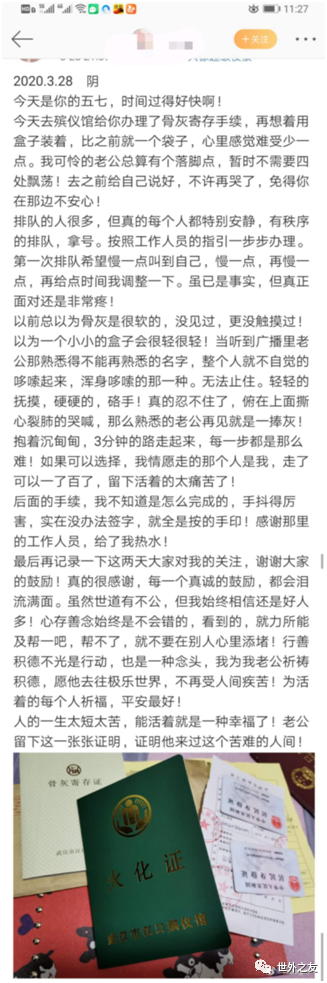 11:27
+关注
2020.3.28 阴
今天是你的五七，时间过得好快啊！
今天去殡仪馆给你办理了骨灰寄存手续，再想着用
盒子装着，比之前就一个袋子，心里感觉难受少一
点。我可怜的老公总算有个落脚点，暂时不需要四
处飘荡！去之前给自己说好，不许再哭了，免得你
在那边不安心！
排队的人很多，但真的每个人都特别安静，有秩序
的排队，拿号。按照工作人员的指引一步步办理。
第一次排队希望慢一点叫到自己，慢一点，再慢一
点，再给点时间我调整一下。虽已是事实，但真正
面对还是非常疼！
以前总以为骨灰是很软的，没见过，更没触摸过！
以为一个小小的盒子会很轻很轻！当听到广播里老
公那熟悉得不能再熟悉的名字，整个人就不自觉的
哆嗦起来，浑身哆嗦的那一种。无法止住。轻轻的
抚摸，硬硬的，硌手！真的忍不住了，俯在上面撕
心裂肺的哭喊，那么熟悉的老公再见就是一捧灰！
抱着沉甸甸，3分钟的路走起来，每一步都是那么
难！如果可以选择，我情愿走的那个人是我，走了
可以一了百了，留下活着的太痛苦了！
后面的手续，我不知道是怎么完成的，手抖得厉
害，实在没办法签字，就全是按的手印！感谢那里
的工作人员，给了我热水！
最后再记录一下这两天大家对我的关注，谢谢大家
的鼓励！真的很感谢，每一个真诚的鼓励，都会泪
流满面。虽然世道有不公，但我始终相信还是好人
多！心存善念始终是不会错的，看到的，就力所能
及帮一吧，帮不了，就不要在别人心里添堵！行善
积德不光是行动，也是一种念头，我为我老公祈祷
积德，愿他去往极乐世界，不再受人间疾苦！为活
着的每个人祈福，平安最好！
人的一生太短太苦，能活着就是一种幸福了！老公
留下这一张张证明，证明他来过这个苦难的人间！
骨灰寄存证
火化证
世外之友